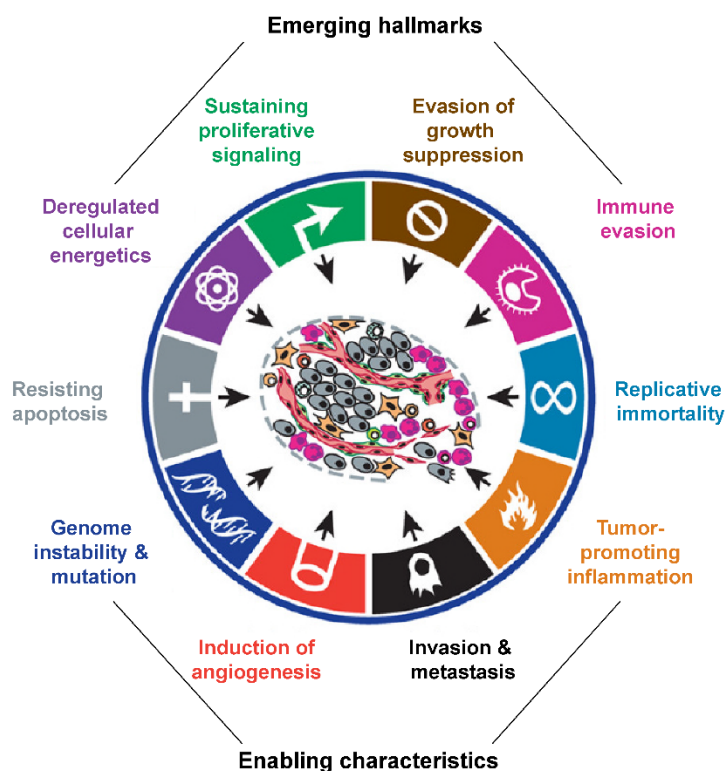 Emerging hallmarks
Sustaining
proliferative
signaling
Evasion of
growth
suppression
Deregulated
cellular
energetics
Immune
evasion
Resisting
apoptosis
Replicative
immortality
Genome
instability &
mutation
Tumor-
promoting
inflammation
Induction of
angiogenesis
Invasion &
metastasis
Enabling characteristics